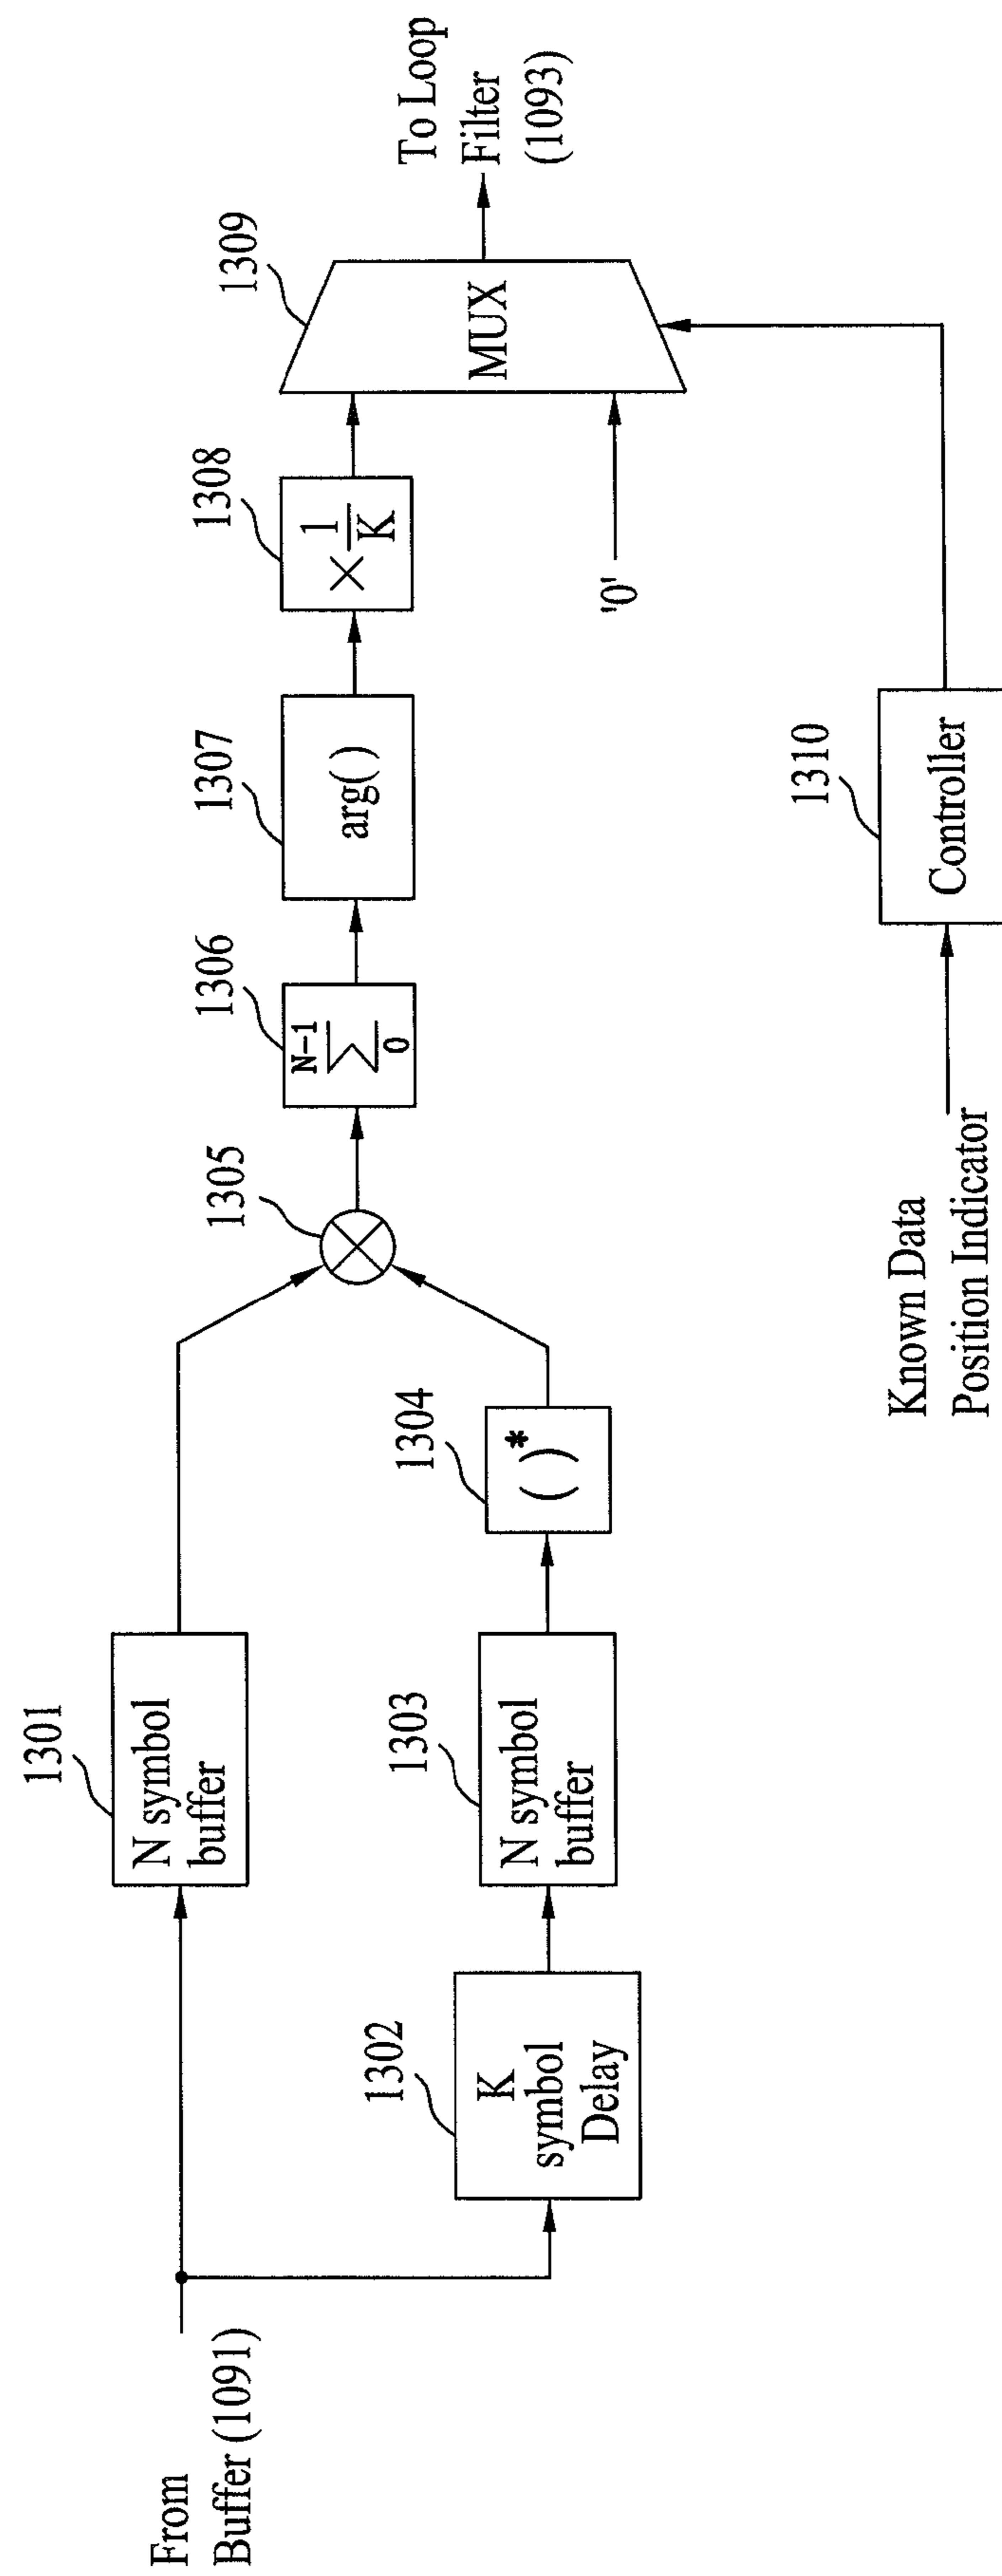 From
Buffer (1091)
1301
N symbol
buffer
1302
K
symbol
Delay
1303
N symbol
buffer
1304
( )*
1305
1306
N-1
∑
0
1307
arg( )
1308
× 1
K
1309
MUX
'0'
To Loop
Filter
(1093)
1310
Controller
Known Data
Position Indicator